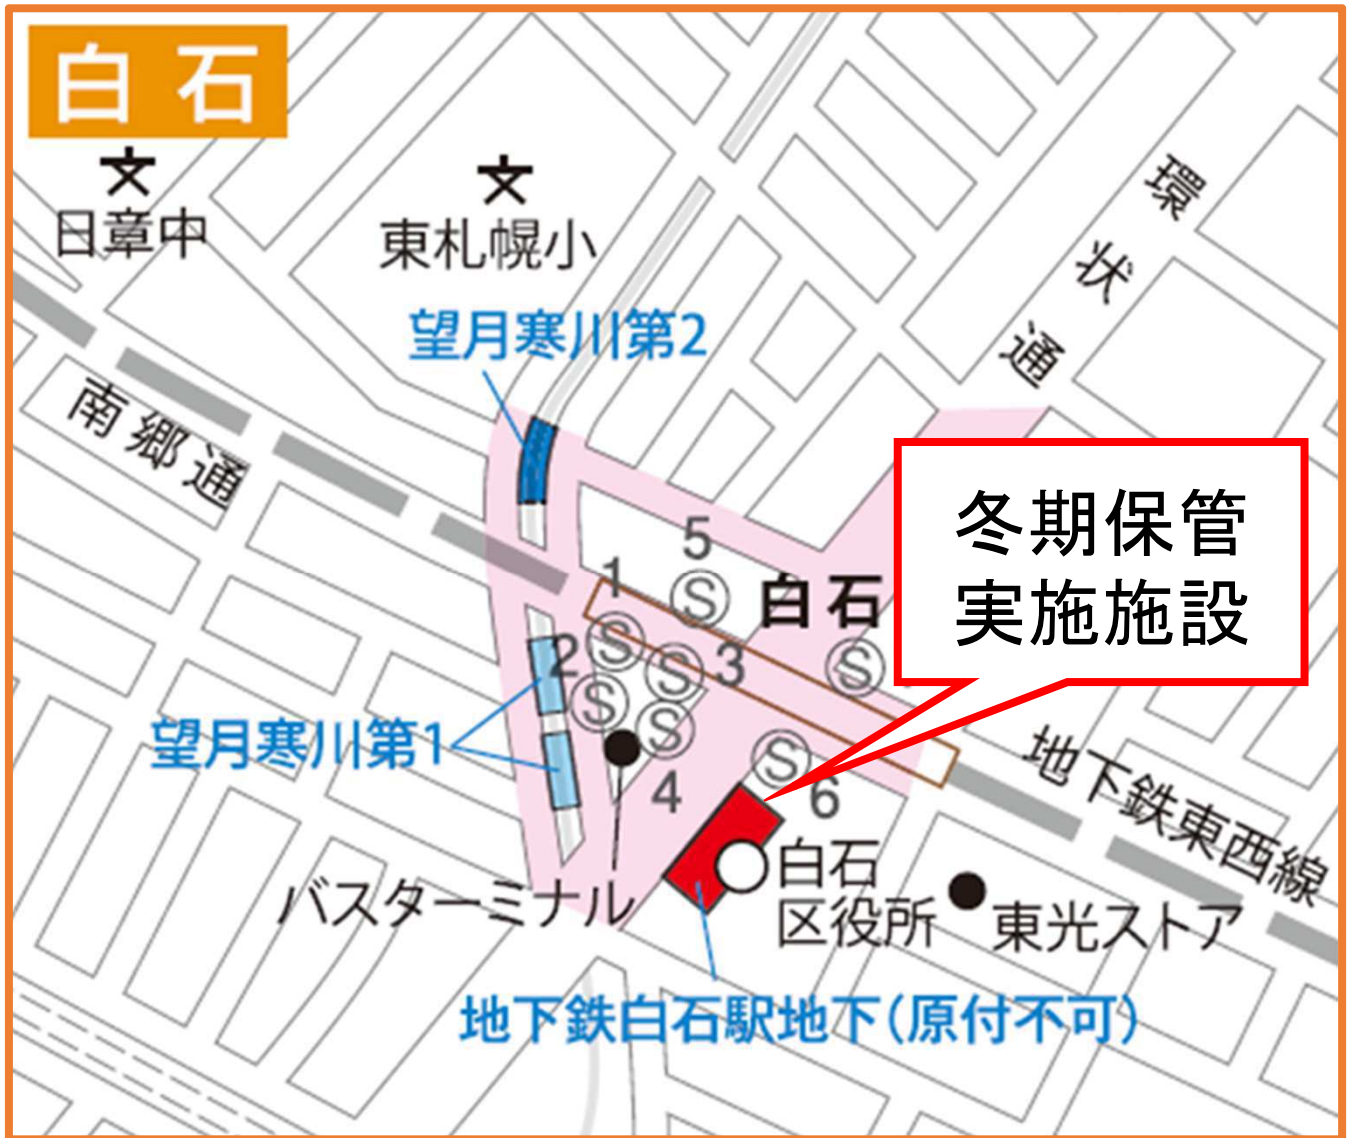 白石
日章中
東札幌小
環状通
望月寒川第2
南郷通
冬期保管
実施施設
5
1
白石
S
S
2
S
3
S
S
S
望月寒川第1
S
4
6
地下鉄東西線
バスターミナル
白石
区役所
東光ストア
地下鉄白石駅地下(原付不可)